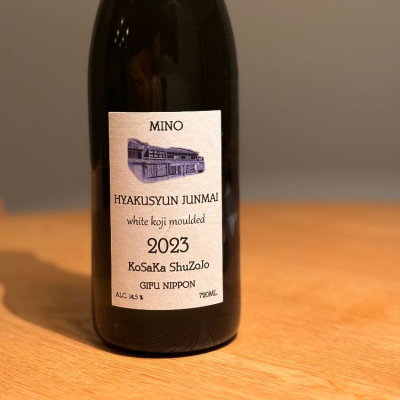 MINO
HYAKUSYUN JUNMAI
white koji moulded
2023
KoSaKa ShuZoJo
GIFU NIPPON
ALC. 14.5 % 720ML.